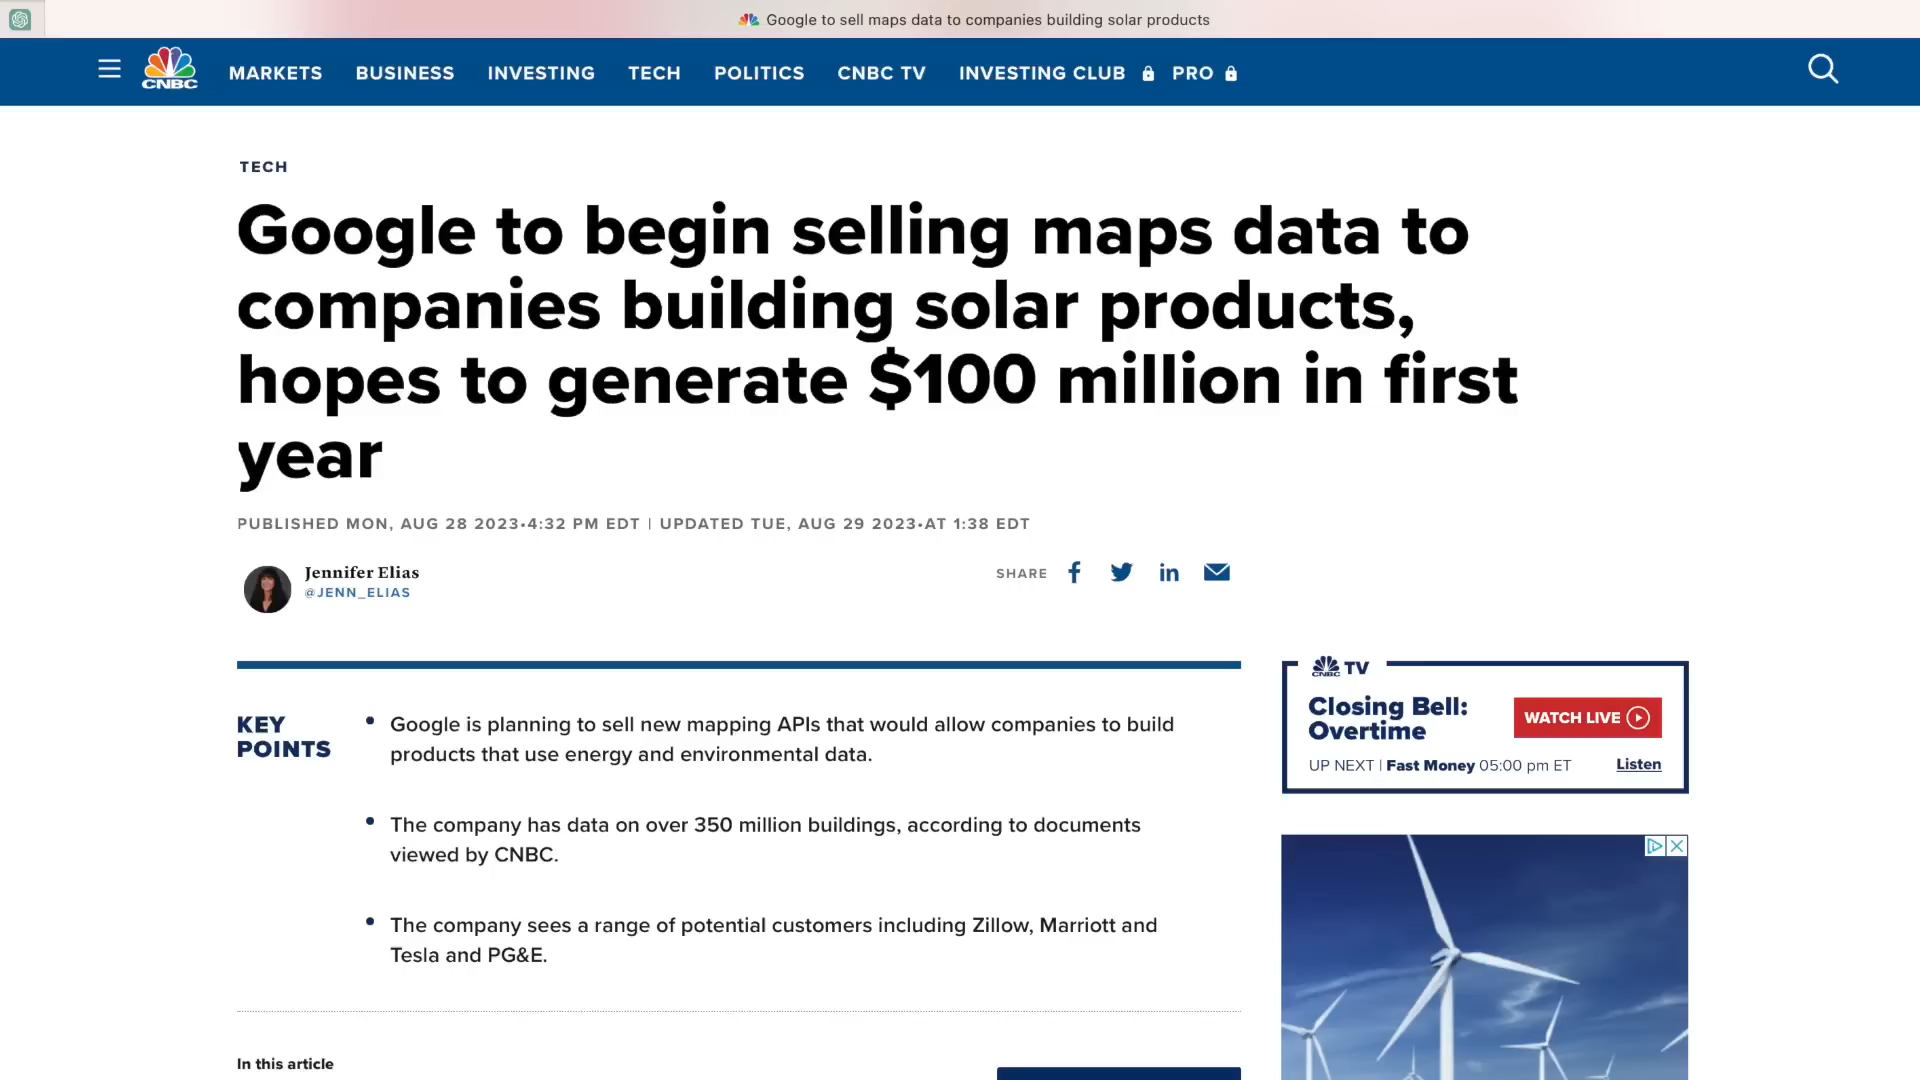 Google to sell maps data to companies building solar products
CNBC
MARKETS BUSINESS INVESTING TECH POLITICS CNBC TV INVESTING CLUB PRO
TECH
Google to begin selling maps data to
companies building solar products,
hopes to generate $100 million in first
year
PUBLISHED MON, AUG 28 2023•4:32 PM EDT | UPDATED TUE, AUG 29 2023•AT 1:38 EDT
Jennifer Elias
@JENN_ELIAS
SHARE
KEY
POINTS
• Google is planning to sell new mapping APIs that would allow companies to build
products that use energy and environmental data.
• The company has data on over 350 million buildings, according to documents
viewed by CNBC.
• The company sees a range of potential customers including Zillow, Marriott and
Tesla and PG&E.
In this article
CNBC TV
Closing Bell:
Overtime
WATCH LIVE
UP NEXT | Fast Money 05:00 pm ET
Listen